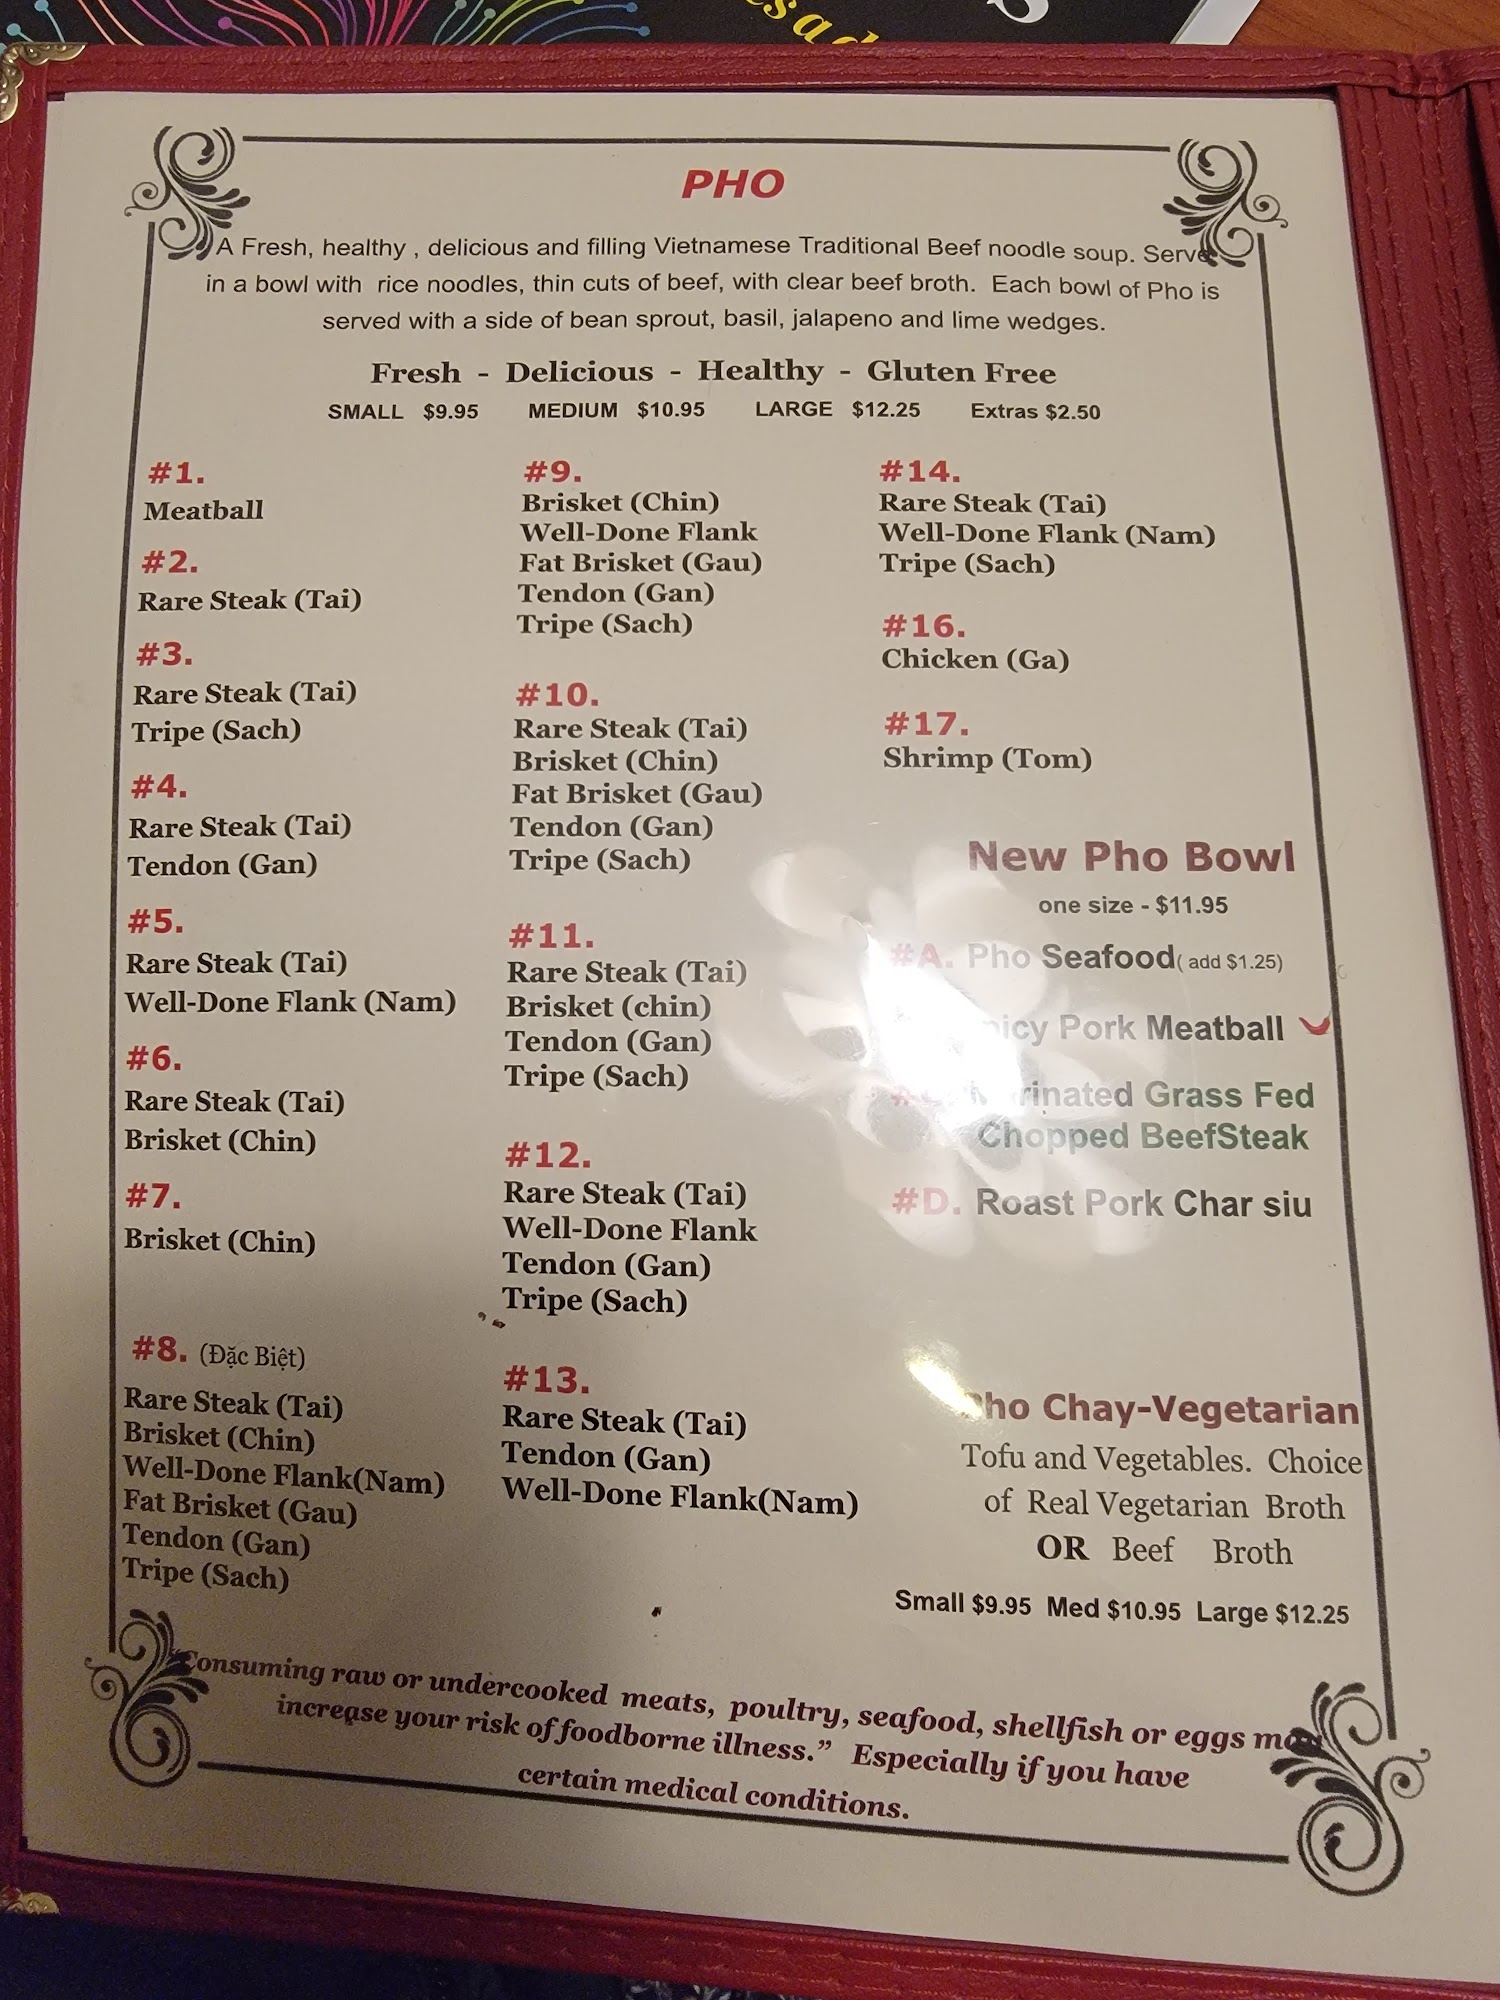 PHO
A Fresh, healthy , delicious and filling Vietnamese Traditional Beef noodle soup. Serve
in a bowl with rice noodles, thin cuts of beef, with clear beef broth. Each bowl of Pho is
served with a side of bean sprout, basil, jalapeno and lime wedges.
Fresh - Delicious - Healthy - Gluten Free
SMALL $9.95 MEDIUM $10.95 LARGE $12.25 Extras $2.50
#1.
Meatball
#2.
Rare Steak (Tai)
#3.
Rare Steak (Tai)
Tripe (Sach)
#4.
Rare Steak (Tai)
Tendon (Gan)
#5.
Rare Steak (Tai)
Well-Done Flank (Nam)
#6.
Rare Steak (Tai)
Brisket (Chin)
#7.
Brisket (Chin)
#8. (Đặc Biệt)
Rare Steak (Tai)
Brisket (Chin)
Well-Done Flank(Nam)
Fat Brisket (Gau)
Tendon (Gan)
Tripe (Sach)
#9.
Brisket (Chin)
Well-Done Flank
Fat Brisket (Gau)
Tendon (Gan)
Tripe (Sach)
#10.
Rare Steak (Tai)
Brisket (Chin)
Fat Brisket (Gau)
Tendon (Gan)
Tripe (Sach)
#11.
Rare Steak (Tai)
Brisket (chin)
Tendon (Gan)
Tripe (Sach)
#12.
Rare Steak (Tai)
Well-Done Flank
Tendon (Gan)
Tripe (Sach)
#13.
Rare Steak (Tai)
Tendon (Gan)
Well-Done Flank(Nam)
#14.
Rare Steak (Tai)
Well-Done Flank (Nam)
Tripe (Sach)
#16.
Chicken (Ga)
#17.
Shrimp (Tom)
New Pho Bowl
one size - $11.95
#A. Pho Seafood( add $1.25)
Pork Meatball
Grass Fed
Chopped BeefSteak
#D. Roast Pork Char siu
Pho Chay-Vegetarian
Tofu and Vegetables. Choice
of Real Vegetarian Broth
OR Beef Broth
Small $9.95 Med $10.95 Large $12.25
"Consuming raw or undercooked meats, poultry, seafood, shellfish or eggs may
increase your risk of foodborne illness.” Especially if you have
certain medical conditions.